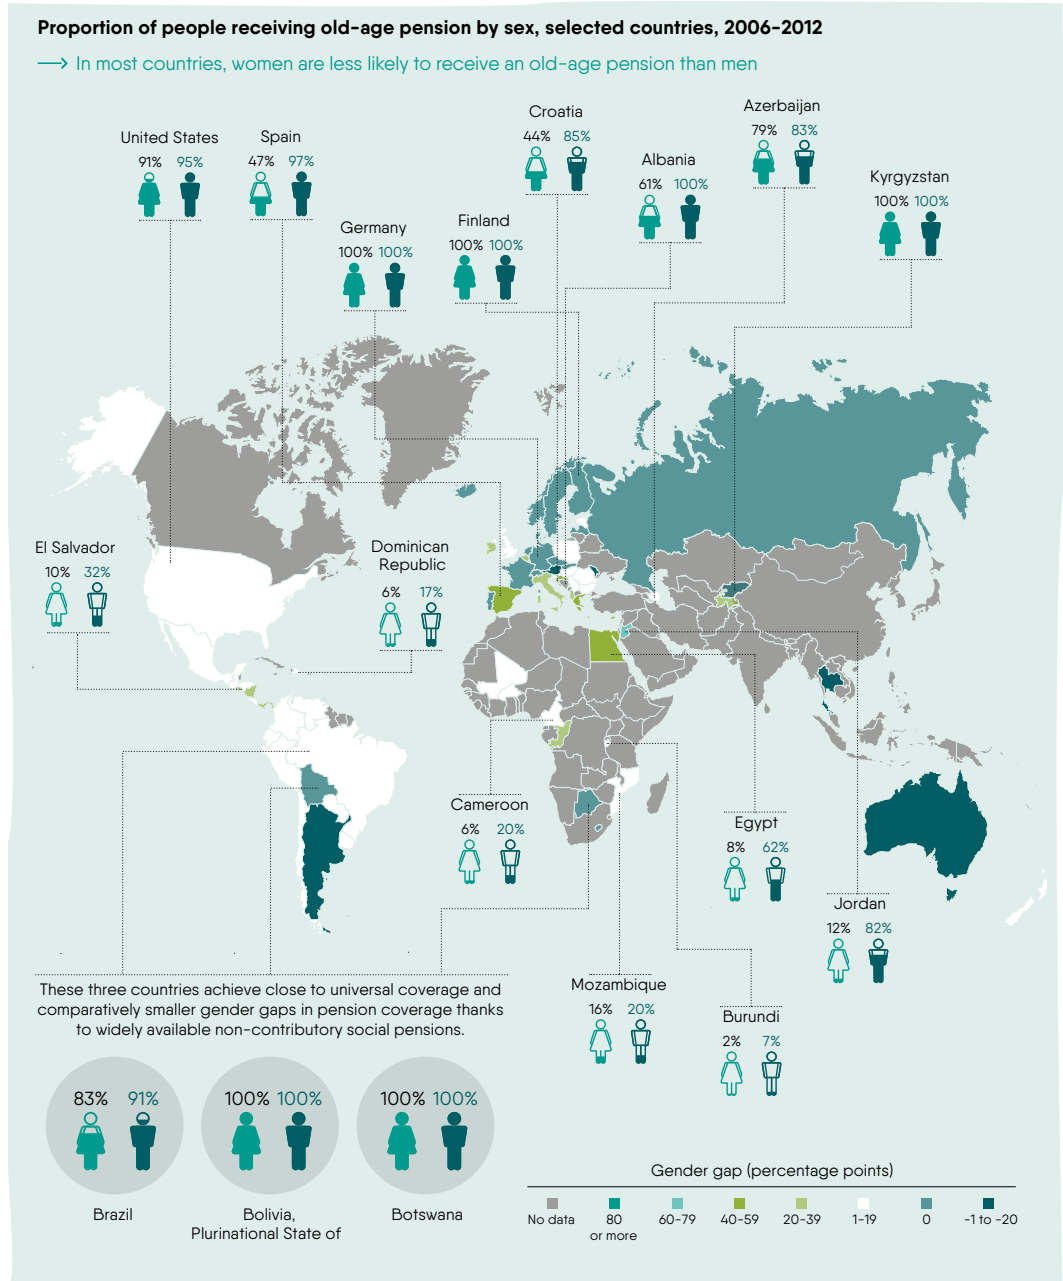 Proportion of people receiving old-age pension by sex, selected countries, 2006-2012
In most countries, women are less likely to receive an old-age pension than men
Croatia
44% 85%
Azerbaijan
79% 83%
United States
91% 95%
Spain
47% 97%
Albania
61% 100%
Kyrgyzstan
100% 100%
Germany
100% 100%
Finland
100% 100%
El Salvador
10% 32%
Dominican
Republic
6% 17%
Cameroon
6% 20%
Egypt
8% 62%
Jordan
12% 82%
Mozambique
16% 20%
Burundi
2% 7%
These three countries achieve close to universal coverage and
comparatively smaller gender gaps in pension coverage thanks
to widely available non-contributory social pensions.
83% 91%
100% 100%
100% 100%
Brazil
Bolivia,
Plurinational State of
Botswana
Gender gap (percentage points)
No data
80
or more
60-79
40-59
20-39
1-19
0
-1 to -20